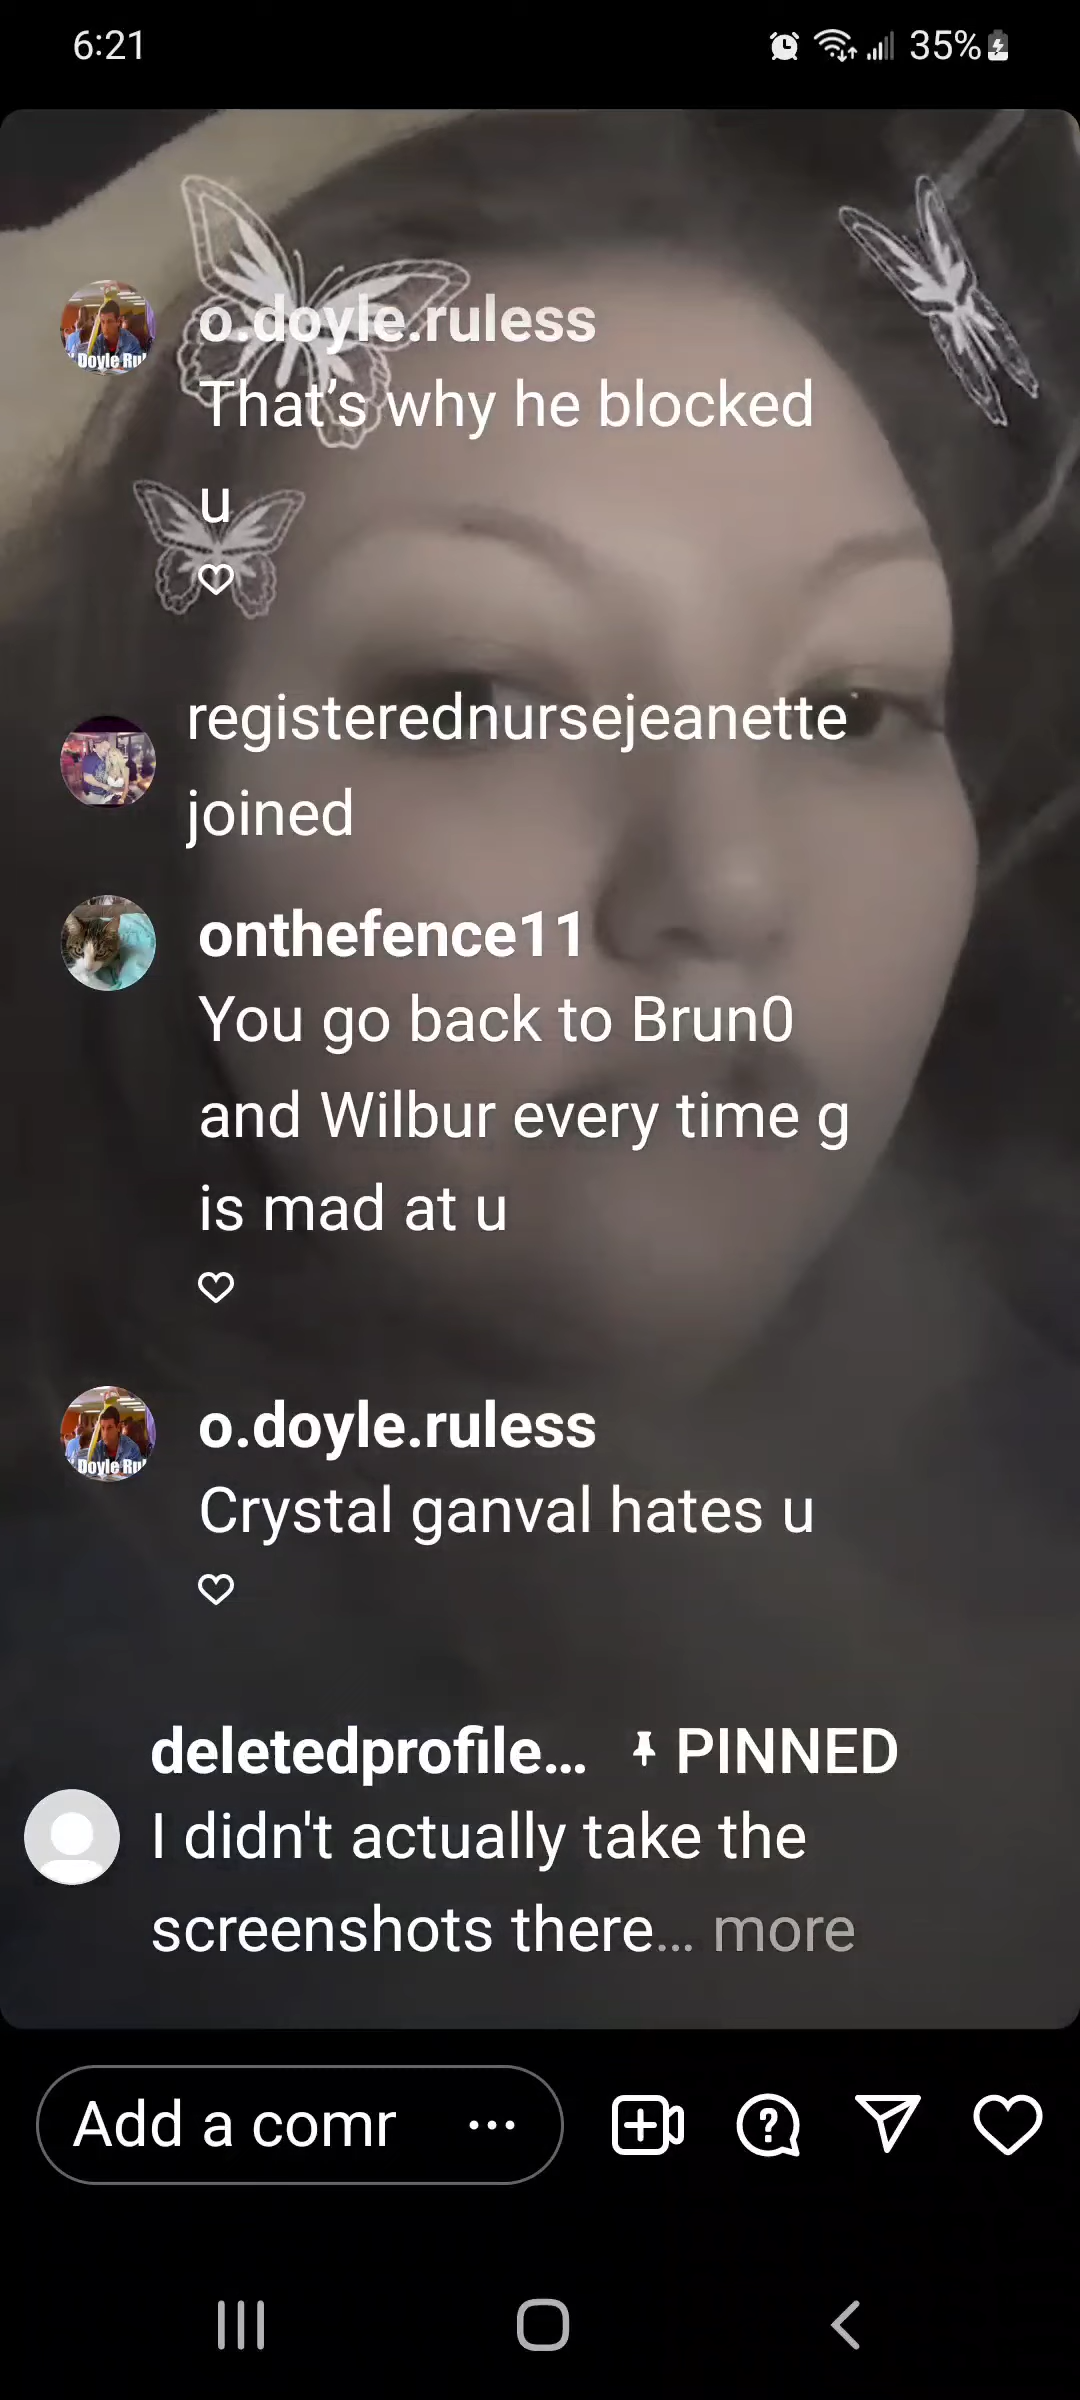 6:21
35%
o.doyle.ruless
That’s why he blocked
u
registerednursejeanette
joined
onthefence11
You go back to Brun0
and Wilbur every time g
is mad at u
o.doyle.ruless
Crystal ganval hates u
deletedprofile... PINNED
I didn't actually take the
screenshots there... more
Add a comr